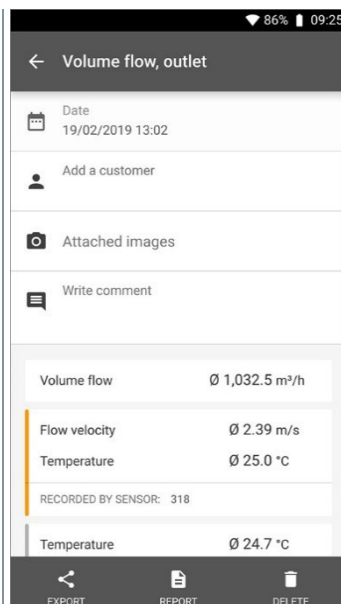 86% 09:25
Volume flow, outlet
Date
19/02/2019 13:02
Add a customer
Attached images
Write comment
Volume flow Ø 1,032.5 m³/h
Flow velocity Ø 2.39 m/s
Temperature Ø 25.0 °C
RECORDED BY SENSOR: 318
Temperature Ø 24.7 °C
EXPORT REPORT DELETE